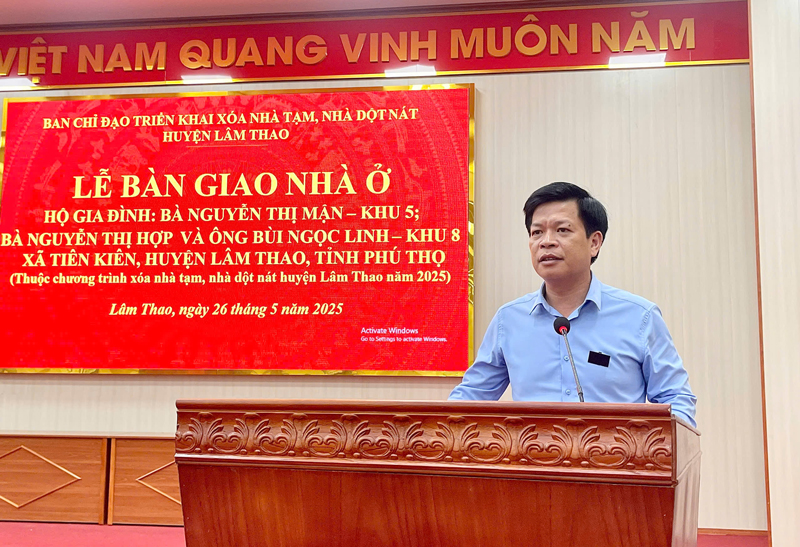 VIỆT NAM QUANG VINH MUÔN NĂM
BAN CHỈ ĐẠO TRIỂN KHAI XÓA NHÀ TẠM, NHÀ DỘT NÁT
HUYỆN LÂM THAO
LỄ BÀN GIAO NHÀ Ở
HỘ GIA ĐÌNH: BÀ NGUYỄN THỊ MẬN – KHU 5;
BÀ NGUYỄN THỊ HỢP VÀ ÔNG BÙI NGỌC LINH – KHU 8
XÃ TIÊN KIÊN, HUYỆN LÂM THAO, TỈNH PHÚ THỌ
(Thuộc chương trình xóa nhà tạm, nhà dột nát huyện Lâm Thao năm 2025)
Lâm Thao, ngày 26 tháng 5 năm 2025
Activate Windows
Go to Settings to activate Windows.